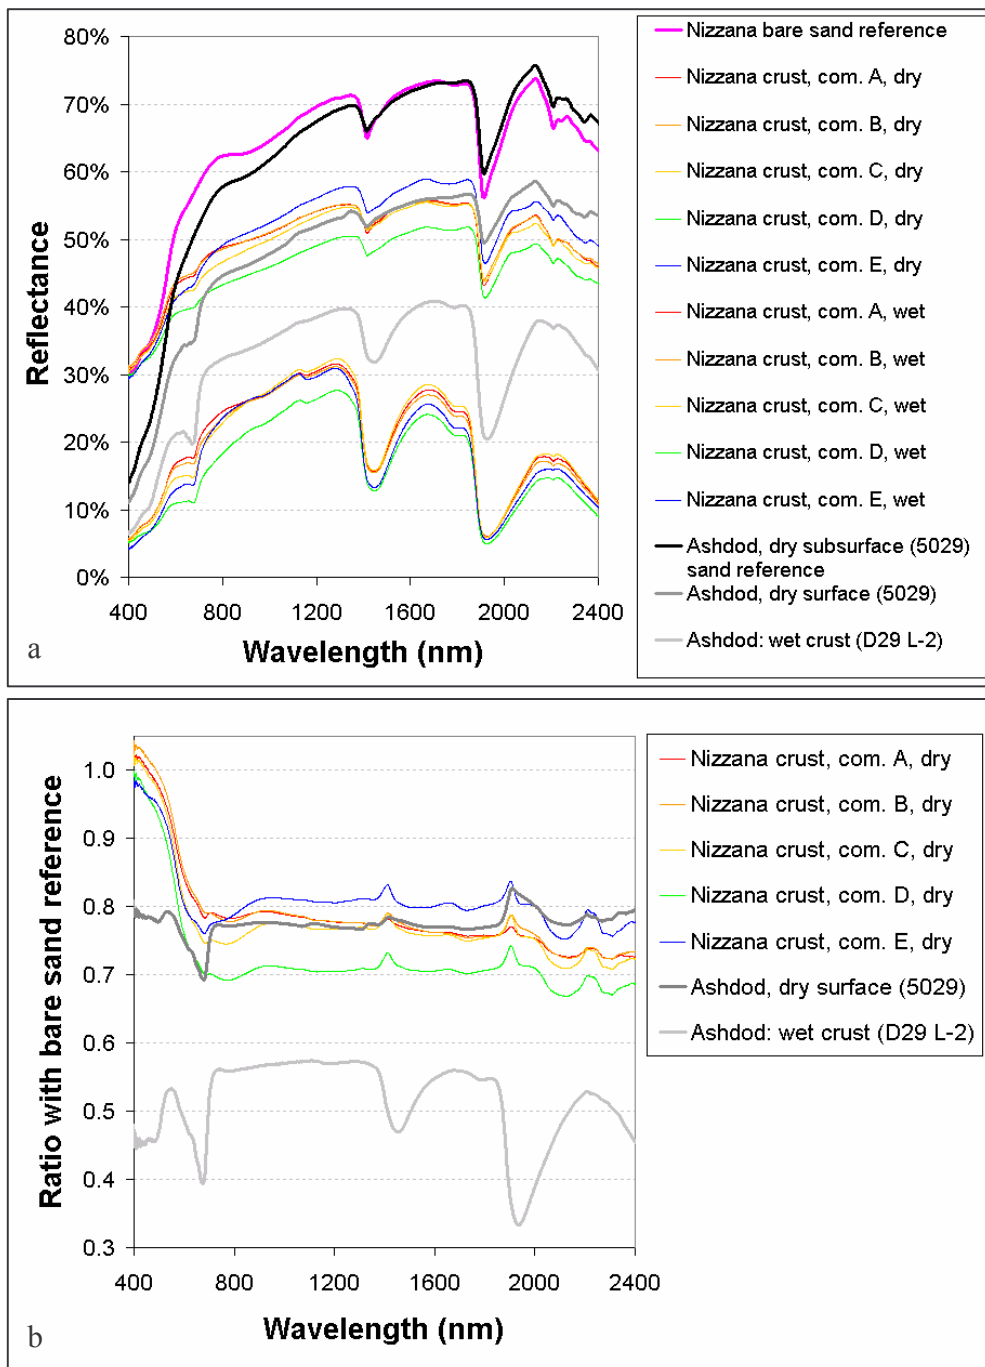 80%
70%
60%
50%
40%
30%
20%
10%
0%
Reflectance
400
800
1200
1600
2000
2400
Wavelength (nm)
a
Nizzana bare sand reference
Nizzana crust, com. A, dry
Nizzana crust, com. B, dry
Nizzana crust, com. C, dry
Nizzana crust, com. D, dry
Nizzana crust, com. E, dry
Nizzana crust, com. A, wet
Nizzana crust, com. B, wet
Nizzana crust, com. C, wet
Nizzana crust, com. D, wet
Nizzana crust, com. E, wet
Ashdod, dry subsurface (5029)
sand reference
Ashdod, dry surface (5029)
Ashdod: wet crust (D29 L-2)
1.0
0.9
0.8
0.7
0.6
0.5
0.4
0.3
Ratio with bare sand reference
400
800
1200
1600
2000
2400
Wavelength (nm)
b
Nizzana crust, com. A, dry
Nizzana crust, com. B, dry
Nizzana crust, com. C, dry
Nizzana crust, com. D, dry
Nizzana crust, com. E, dry
Ashdod, dry surface (5029)
Ashdod: wet crust (D29 L-2)